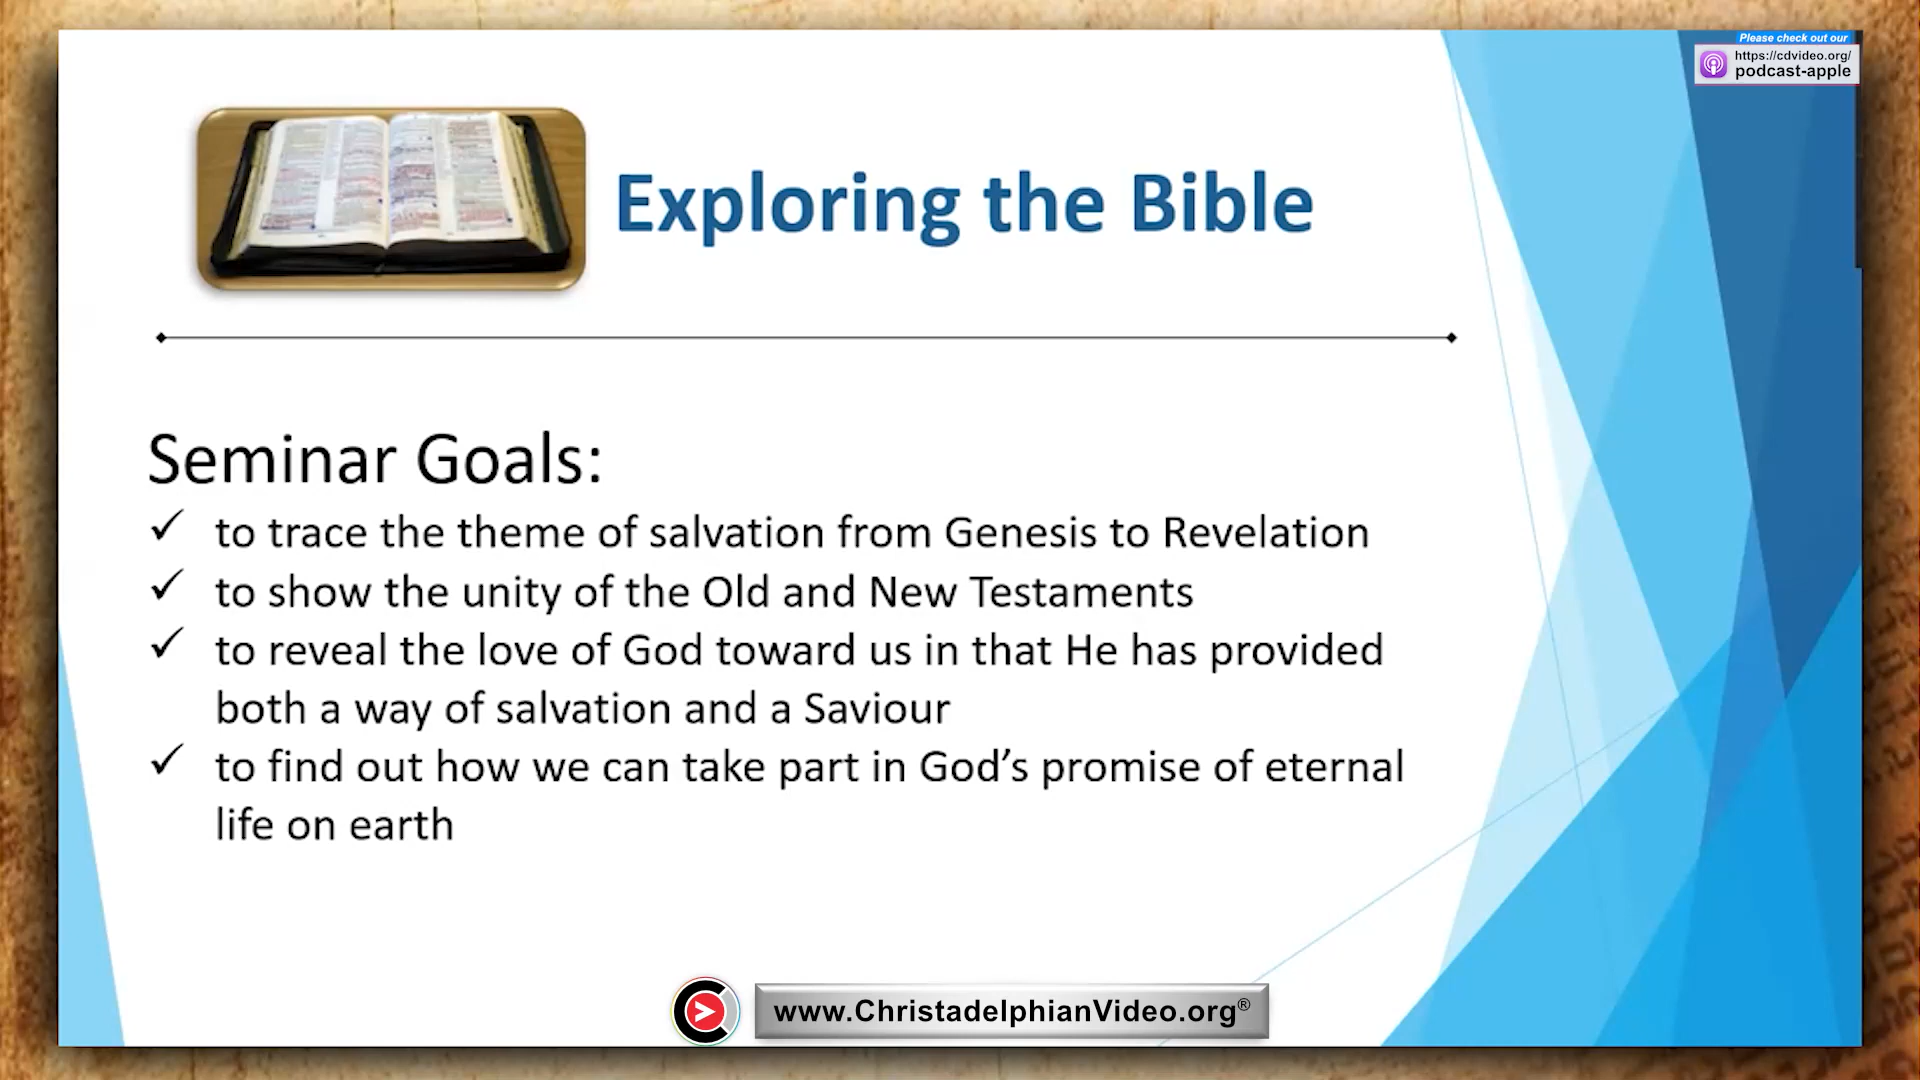 Please check out our
https://cdvideo.org/
podcast-apple
Exploring the Bible
Seminar Goals:
✓ to trace the theme of salvation from Genesis to Revelation
✓ to show the unity of the Old and New Testaments
✓ to reveal the love of God toward us in that He has provided
both a way of salvation and a Saviour
✓ to find out how we can take part in God’s promise of eternal
life on earth
www.ChristadelphianVideo.org®